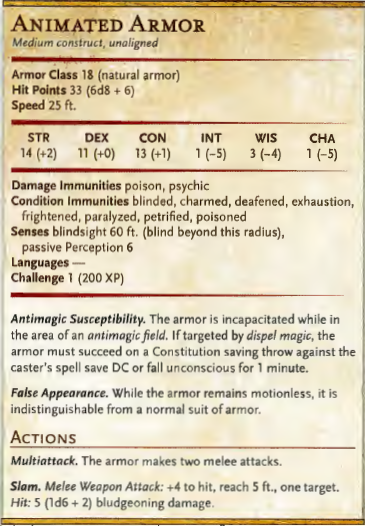 ANIMATED ARMOR
Medium construct, unaligned
Armor Class 18 (natural armor)
Hit Points 33 (6d8 + 6)
Speed 25 ft.
STR DEX CON INT WIS CHA
14 (+2) 11 (+0) 13 (+1) 1 (−5) 3 (−4) 1 (−5)
Damage Immunities poison, psychic
Condition Immunities blinded, charmed, deafened, exhaustion,
frightened, paralyzed, petrified, poisoned
Senses blindsight 60 ft. (blind beyond this radius),
passive Perception 6
Languages —
Challenge 1 (200 XP)
Antimagic Susceptibility. The armor is incapacitated while in
the area of an antimagic field. If targeted by dispel magic, the
armor must succeed on a Constitution saving throw against the
caster's spell save DC or fall unconscious for 1 minute.
False Appearance. While the armor remains motionless, it is
indistinguishable from a normal suit of armor.
ACTIONS
Multiattack. The armor makes two melee attacks.
Slam. Melee Weapon Attack: +4 to hit, reach 5 ft., one target.
Hit: 5 (1d6 + 2) bludgeoning damage.